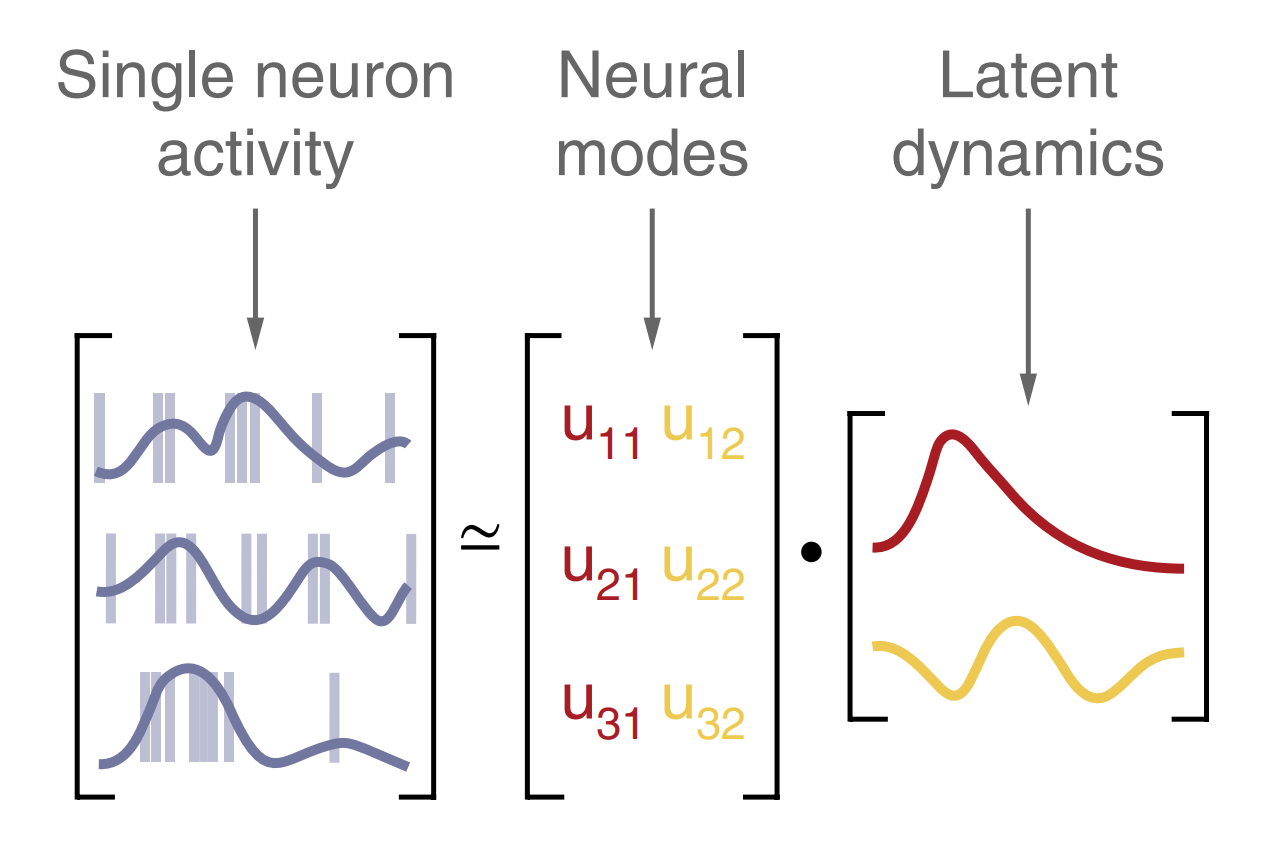 Single neuron activity
Neural modes
Latent dynamics
≃
u11 u12
u21 u22
u31 u32
•